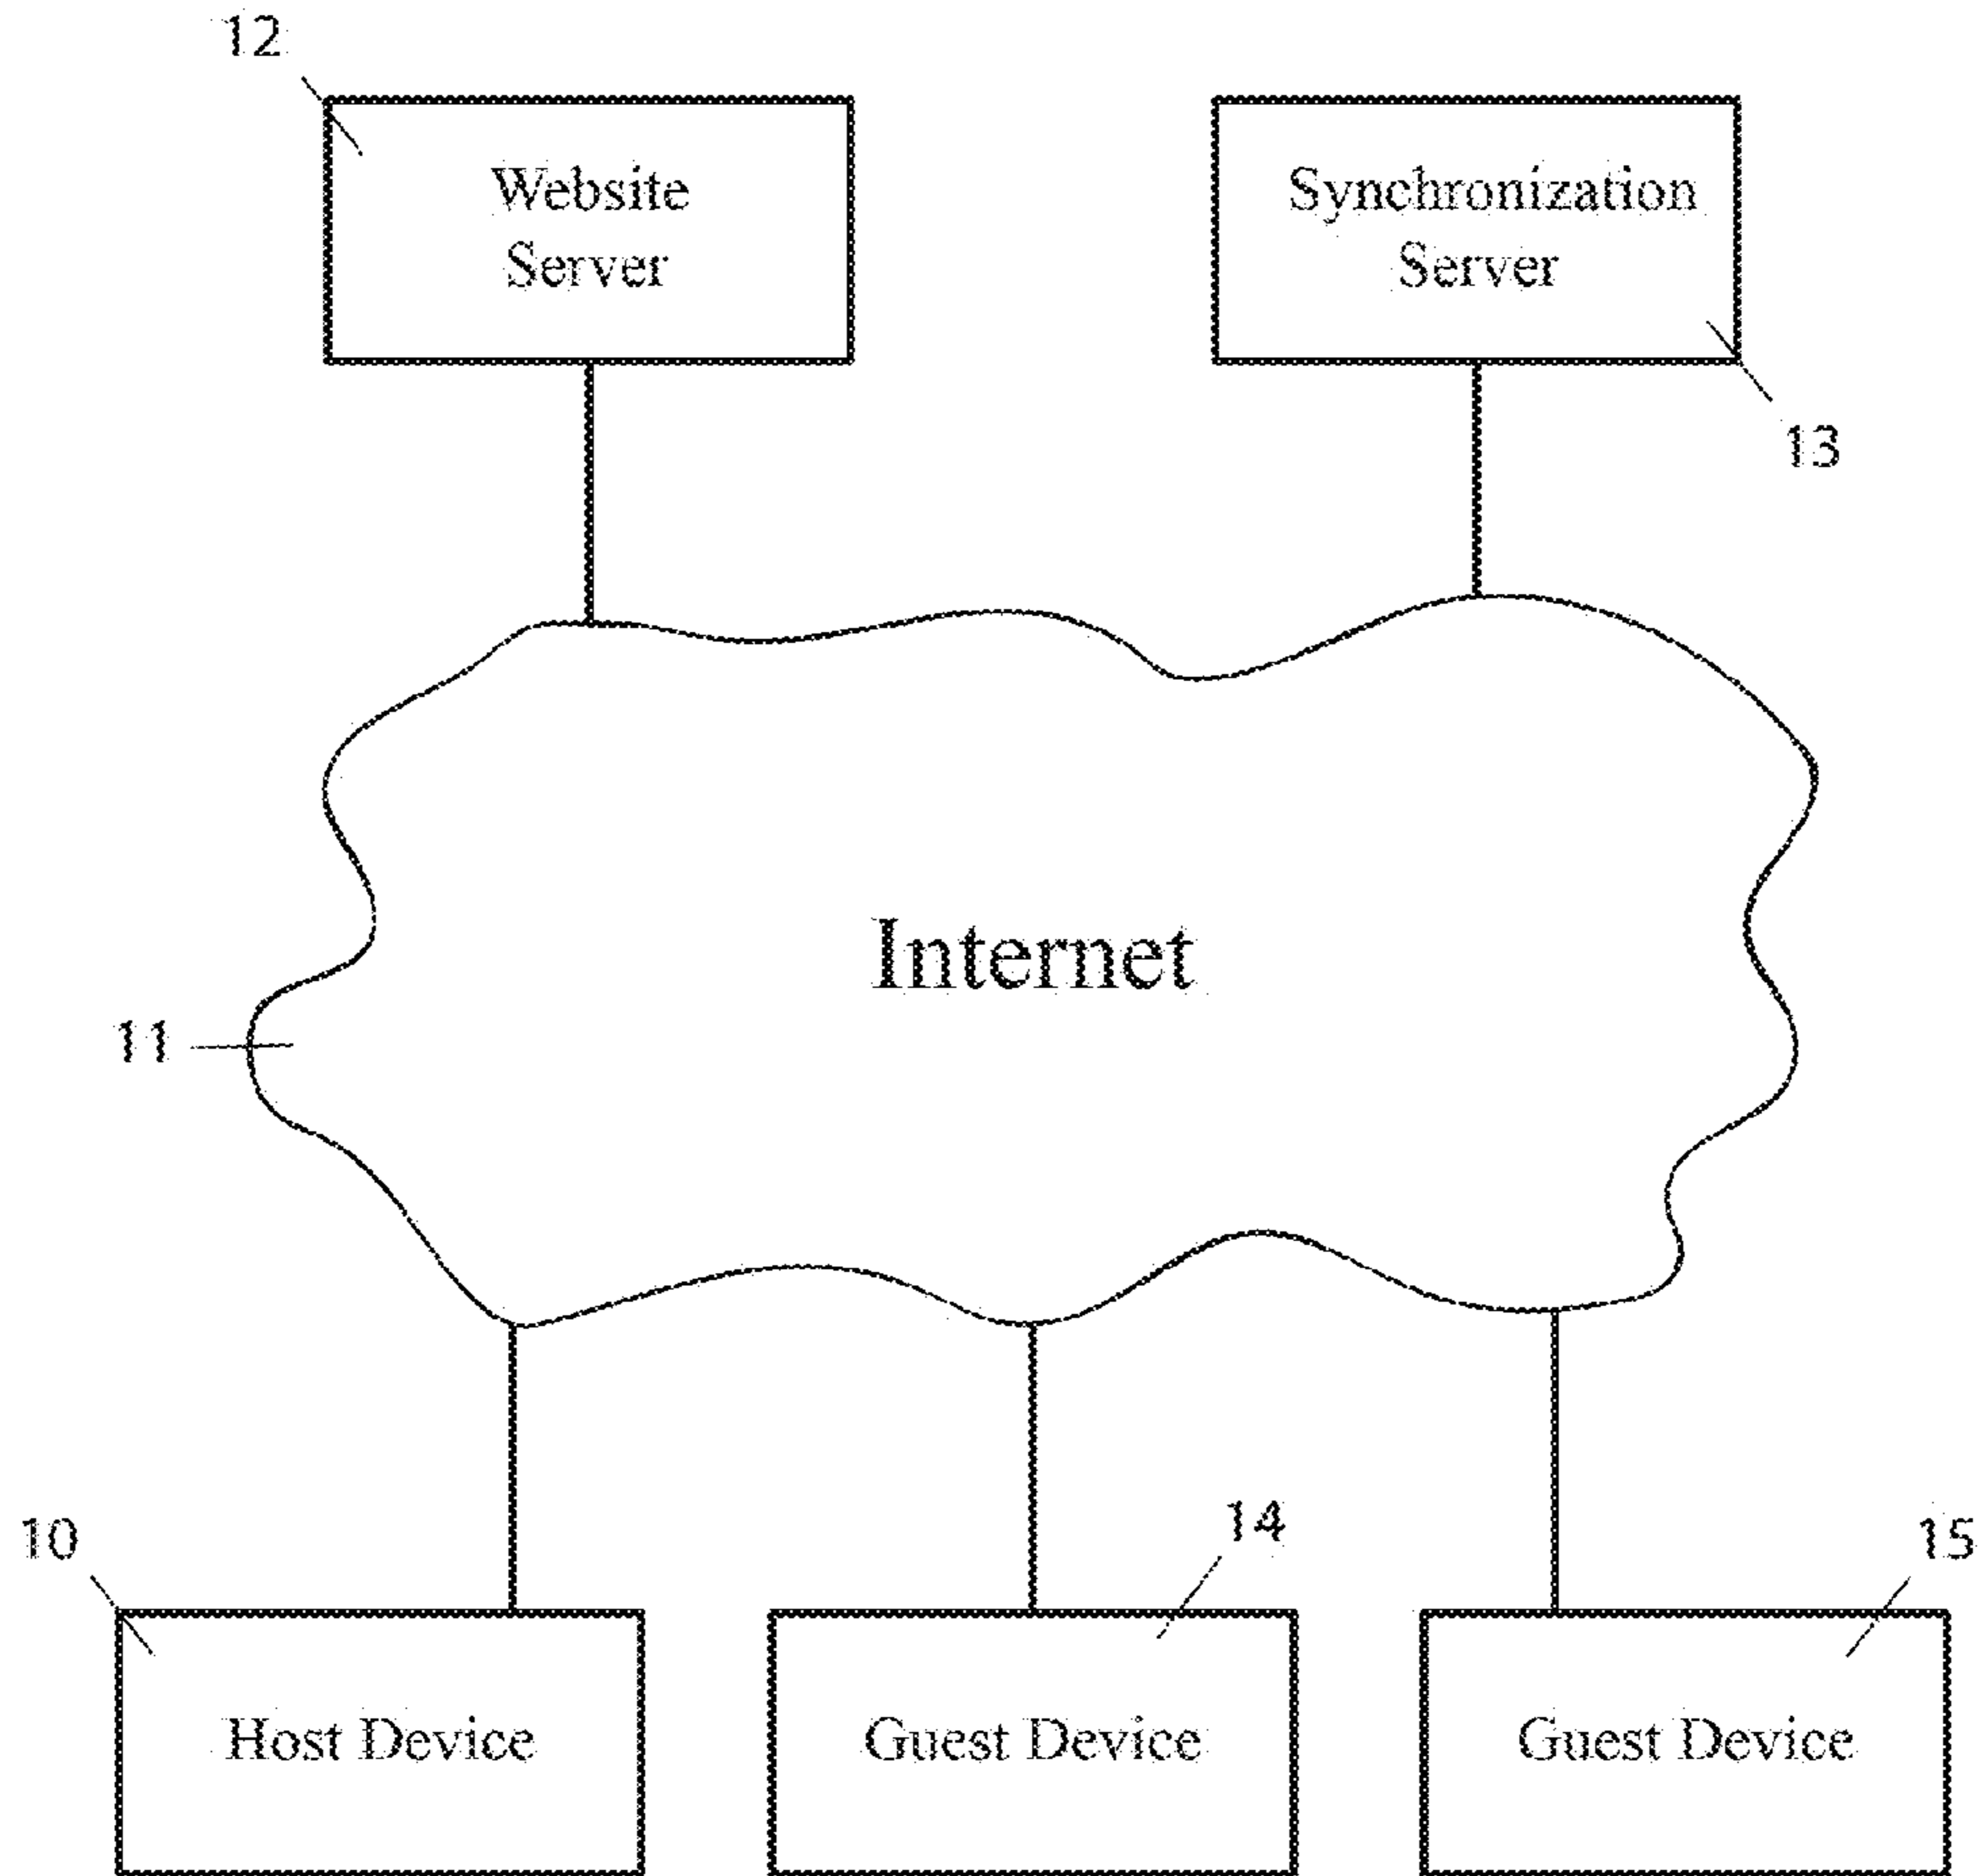 12
Website
Server
Synchronization
Server
13
Internet
11
10
14
15
Host Device
Guest Device
Guest Device